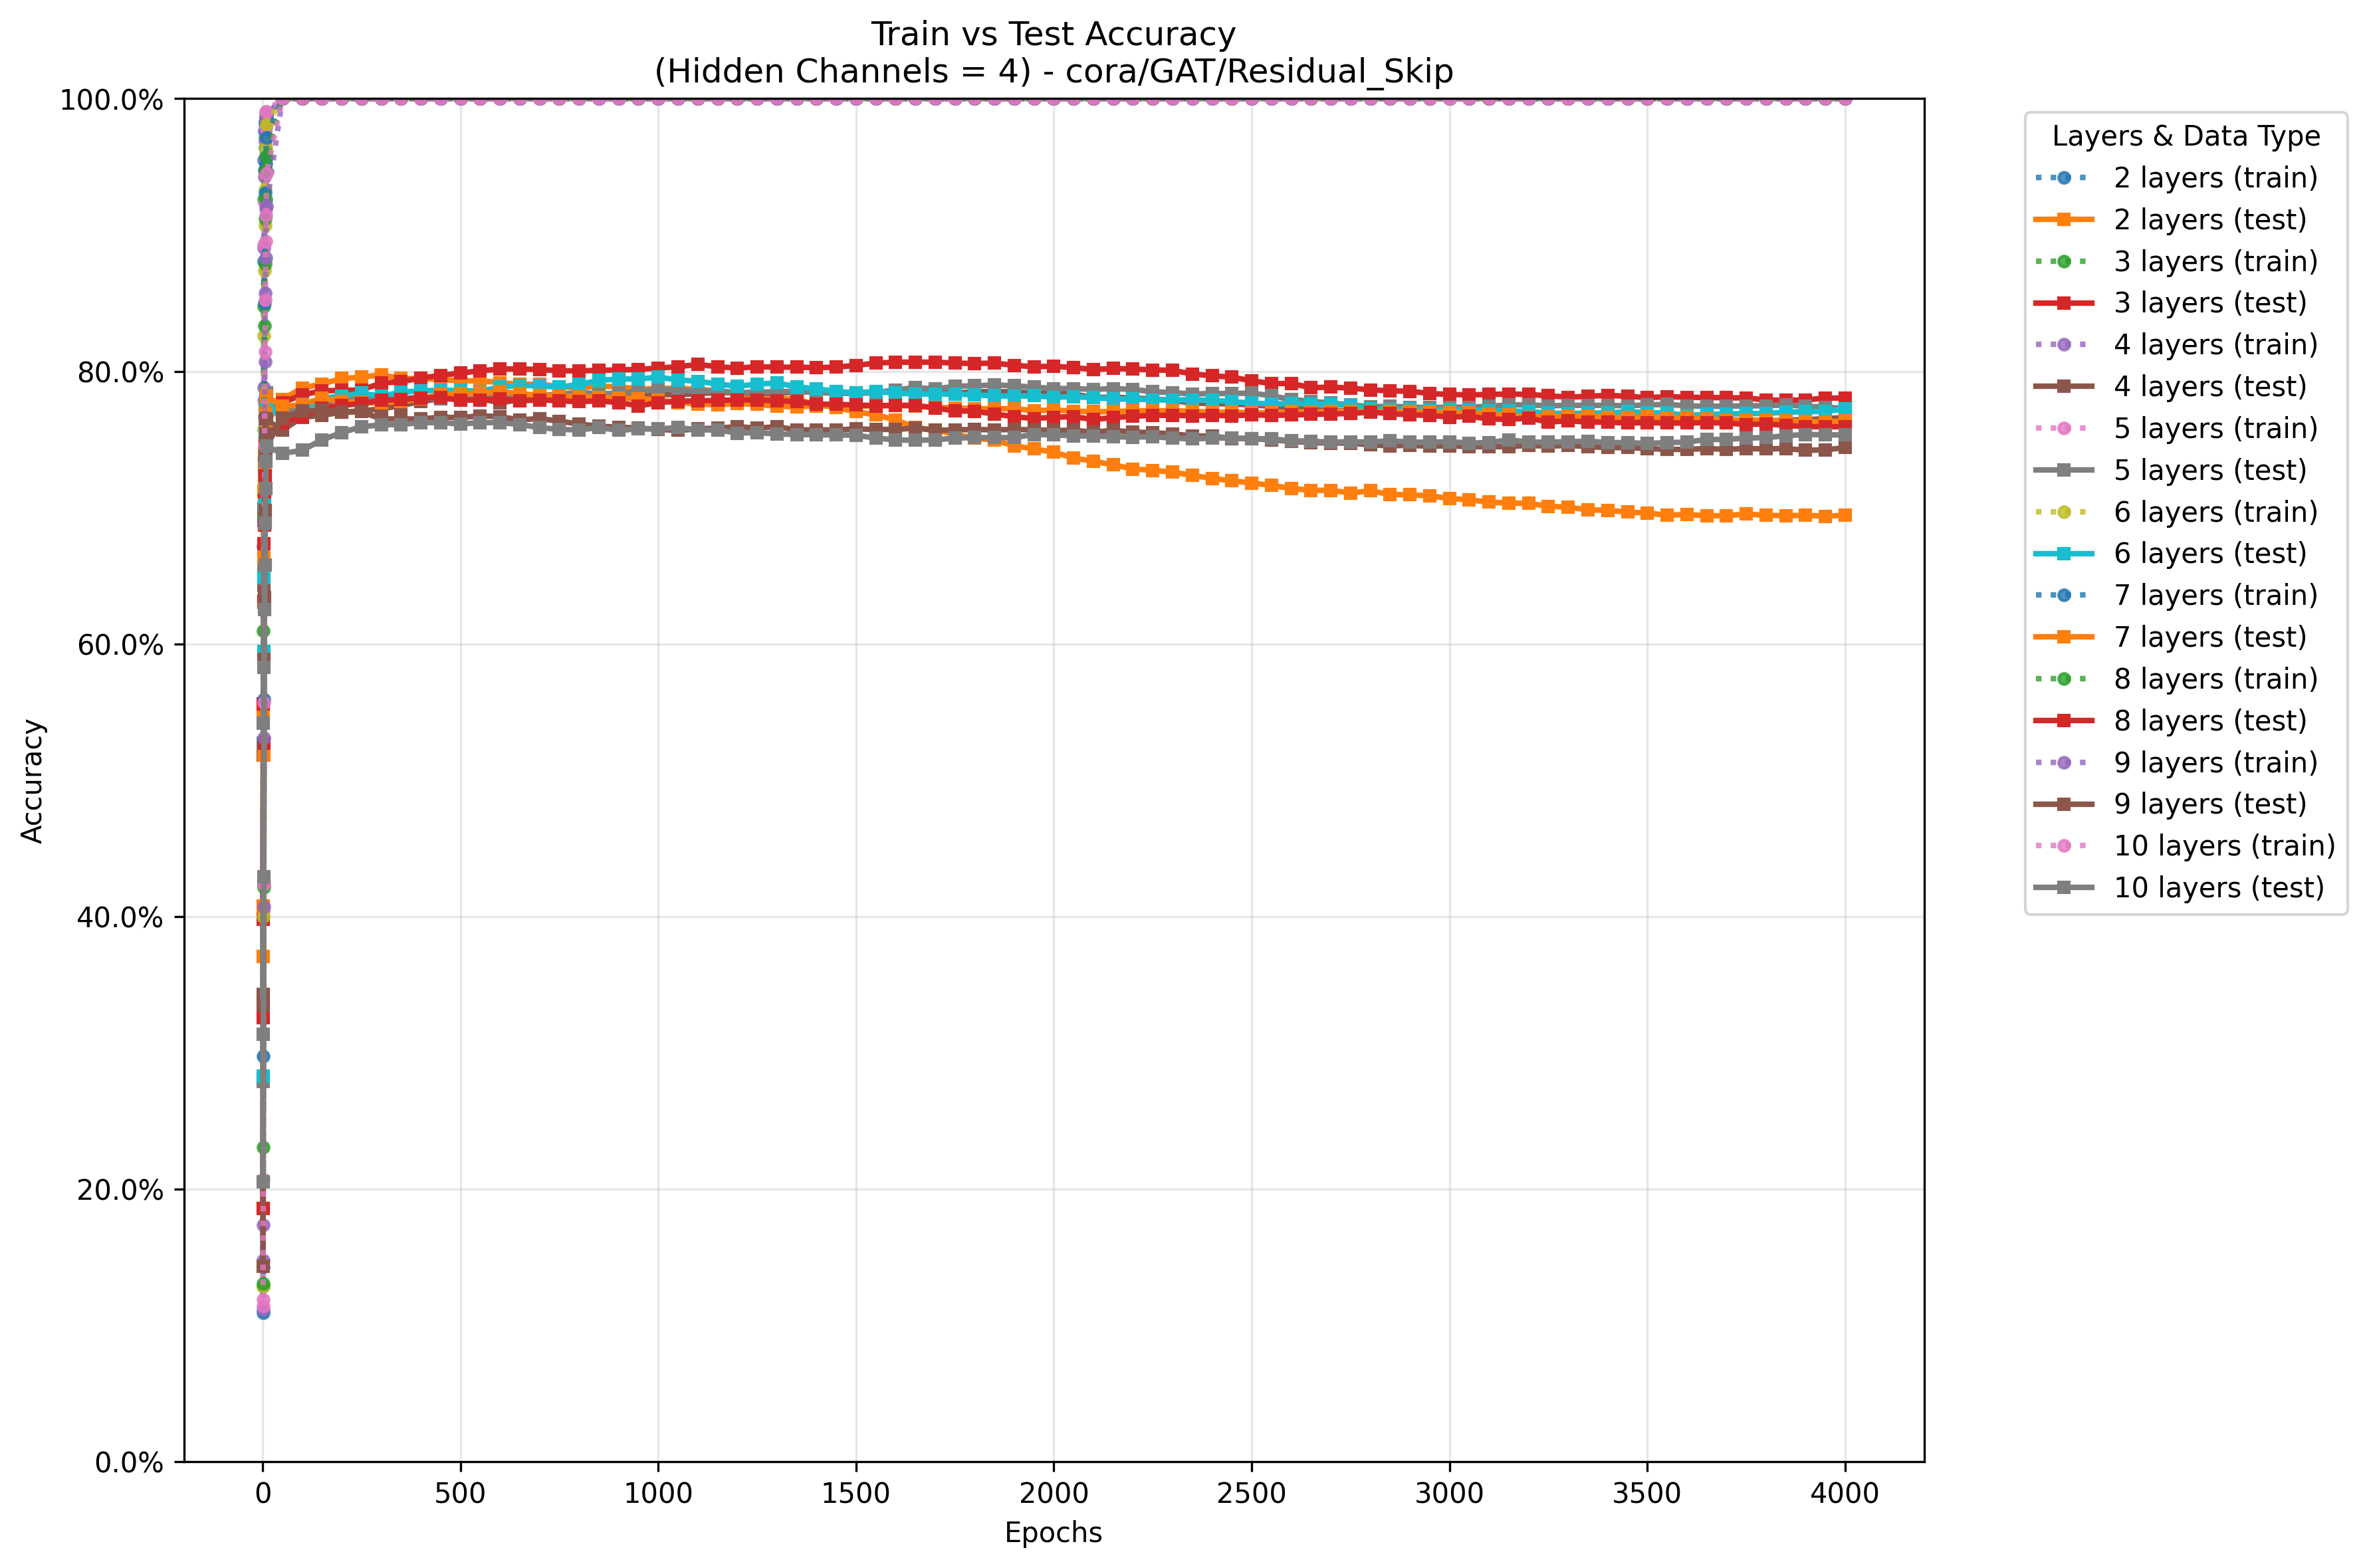 Train vs Test Accuracy
(Hidden Channels = 4) - cora/GAT/Residual_Skip
100.0%
80.0%
60.0%
40.0%
20.0%
0.0%
Accuracy
0
500
1000
1500
2000
2500
3000
3500
4000
Epochs
Layers & Data Type
2 layers (train)
2 layers (test)
3 layers (train)
3 layers (test)
4 layers (train)
4 layers (test)
5 layers (train)
5 layers (test)
6 layers (train)
6 layers (test)
7 layers (train)
7 layers (test)
8 layers (train)
8 layers (test)
9 layers (train)
9 layers (test)
10 layers (train)
10 layers (test)